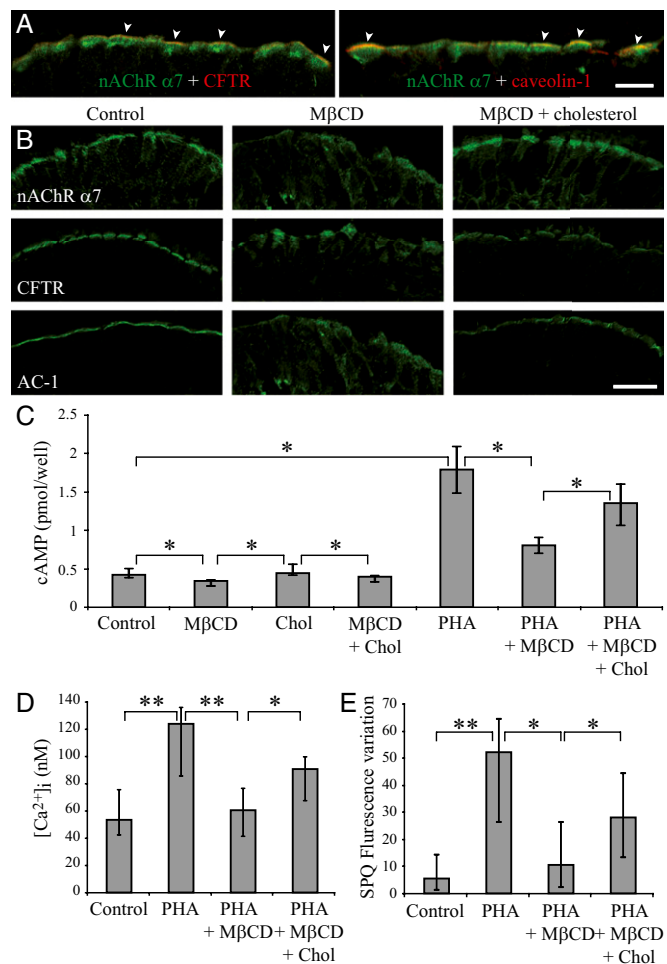 A
nAChR α7 + CFTR
nAChR α7 + caveolin-1
Control MβCD MβCD + cholesterol
B
nAChR α7
CFTR
AC-1
C
cAMP (pmol/well)
2.5
2
1.5
1
0.5
0
* * * * * *
Control MβCD Chol MβCD + Chol PHA PHA + MβCD PHA + MβCD + Chol
D
[Ca2+]i (nM)
140
120
100
80
60
40
20
0
** ** *
Control PHA PHA + MβCD PHA + MβCD + Chol
E
SPQ Flurescence variation
70
60
50
40
30
20
10
0
** * *
Control PHA PHA + MβCD PHA + MβCD + Chol